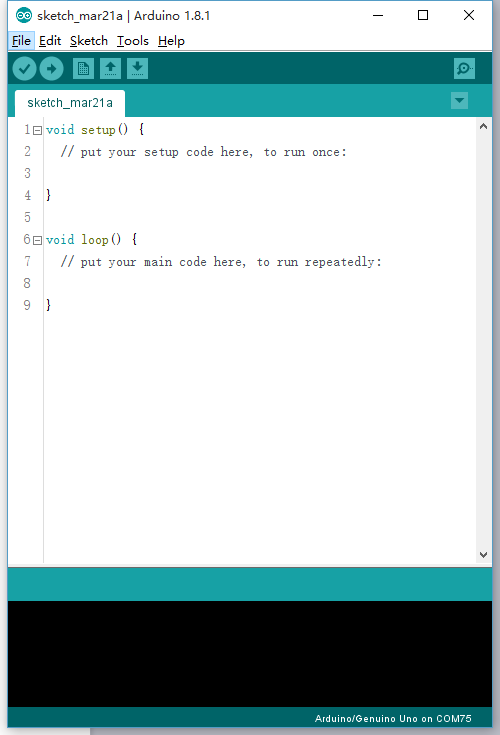 sketch_mar21a | Arduino 1.8.1
File Edit Sketch Tools Help
sketch_mar21a
1 void setup() {
2 // put your setup code here, to run once:
3
4 }
5
6 void loop() {
7 // put your main code here, to run repeatedly:
8
9 }
Arduino/Genuino Uno on COM75